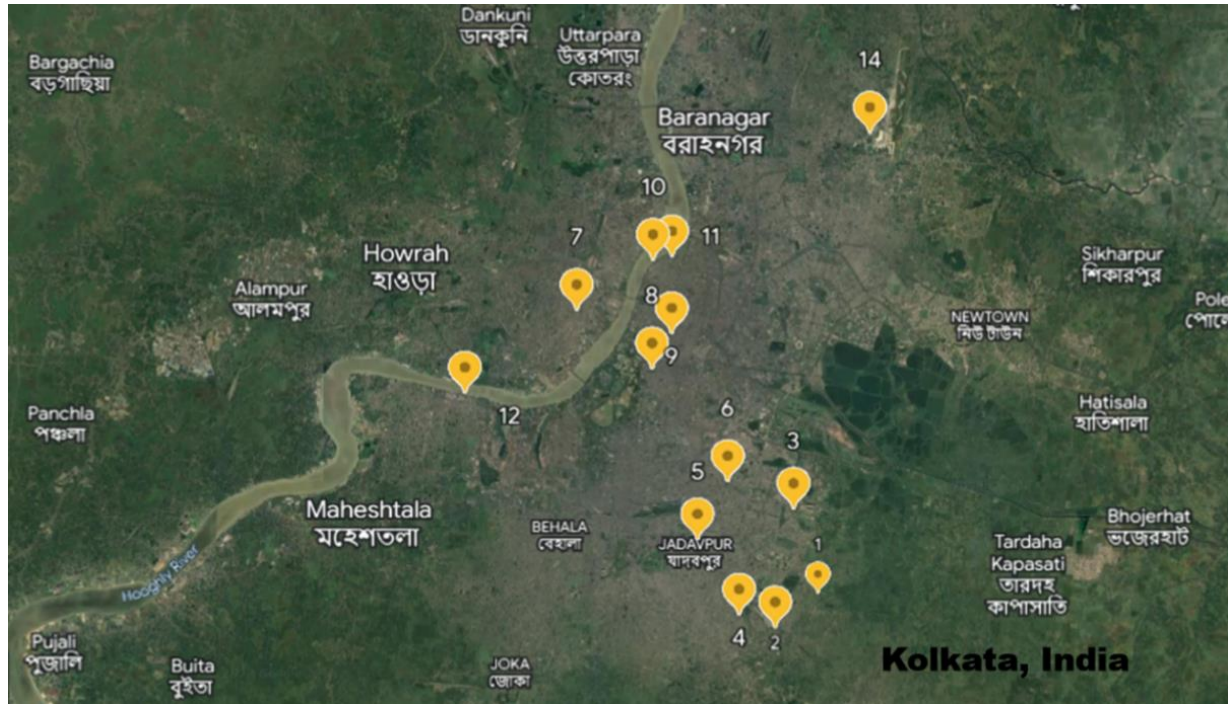 Dankuni
ডানকুনি
Uttarpara
উত্তরপাড়া
কোতরং
Bargachia
বড়গাছিয়া
14
Baranagar
বরাহনগর
10
7
11
Howrah
হাওড়া
Sikharpur
শিকারপুর
Alampur
আলমপুর
8
NEWTOWN
নিউ টাউন
9
Panchla
পঞ্চলা
12
6
3
5
Hatisala
হাতিশালা
Maheshtala
মহেশতলা
BEHALA
বেহালা
JADAVPUR
যাদবপুর
1
Bhojerhat
ভজেরহাট
Tardaha
Kapasati
তারদহ
কাপাসাতি
Hooghly River
4
2
Pujali
পুজালি
Buita
বুইতা
JOKA
জোকা
Kolkata, India